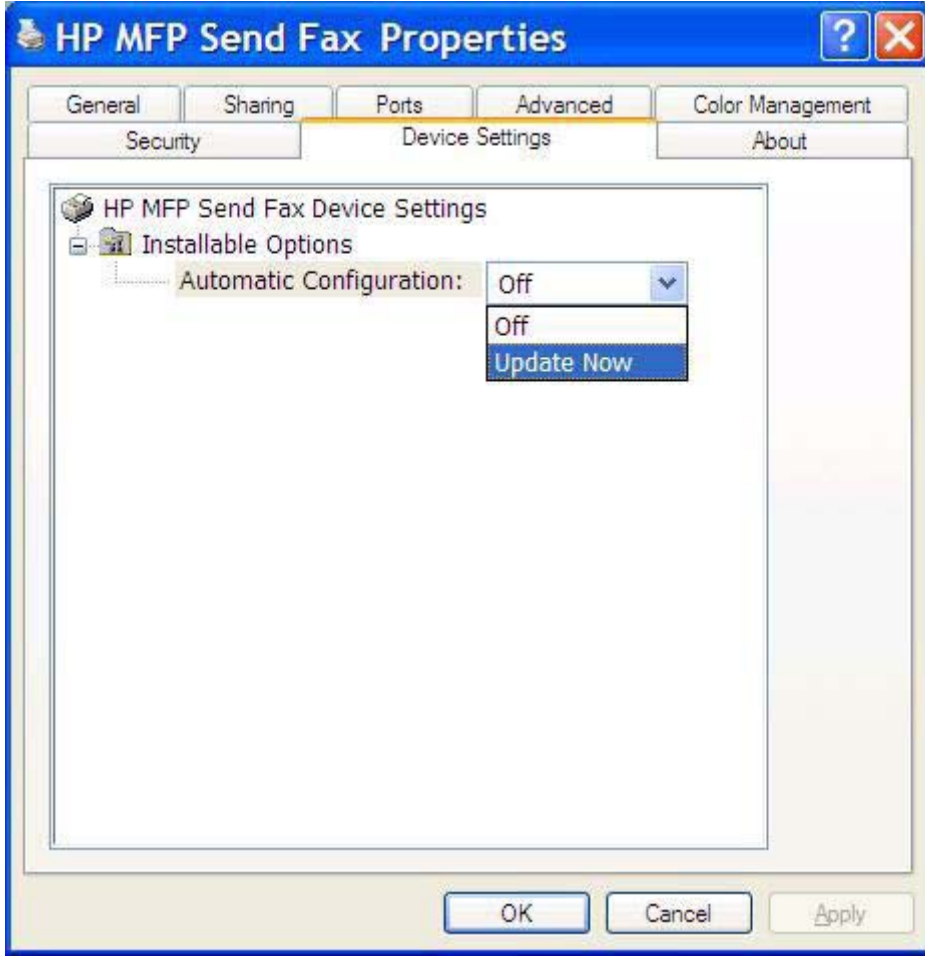 HP MFP Send Fax Properties
?
General Sharing Ports Advanced Color Management
Security Device Settings About
HP MFP Send Fax Device Settings
Installable Options
Automatic Configuration: Off
Off
Update Now
OK Cancel Apply